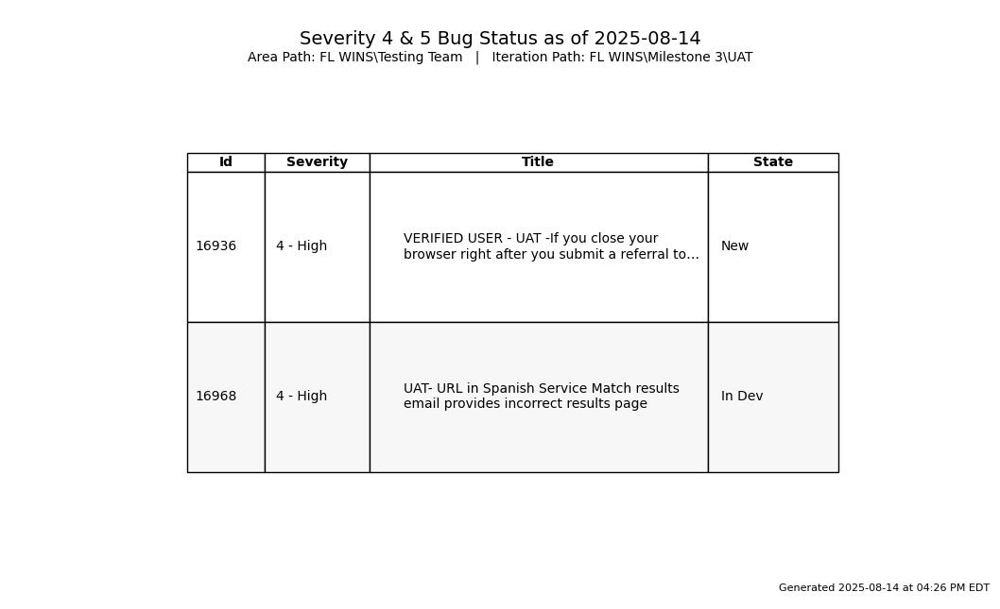 Severity 4 & 5 Bug Status as of 2025-08-14
Area Path: FL WINS\Testing Team | Iteration Path: FL WINS\Milestone 3\UAT
Id Severity Title State
16936 4 - High VERIFIED USER - UAT -If you close your
browser right after you submit a referral to... New
16968 4 - High UAT- URL in Spanish Service Match results
email provides incorrect results page In Dev
Generated 2025-08-14 at 04:26 PM EDT